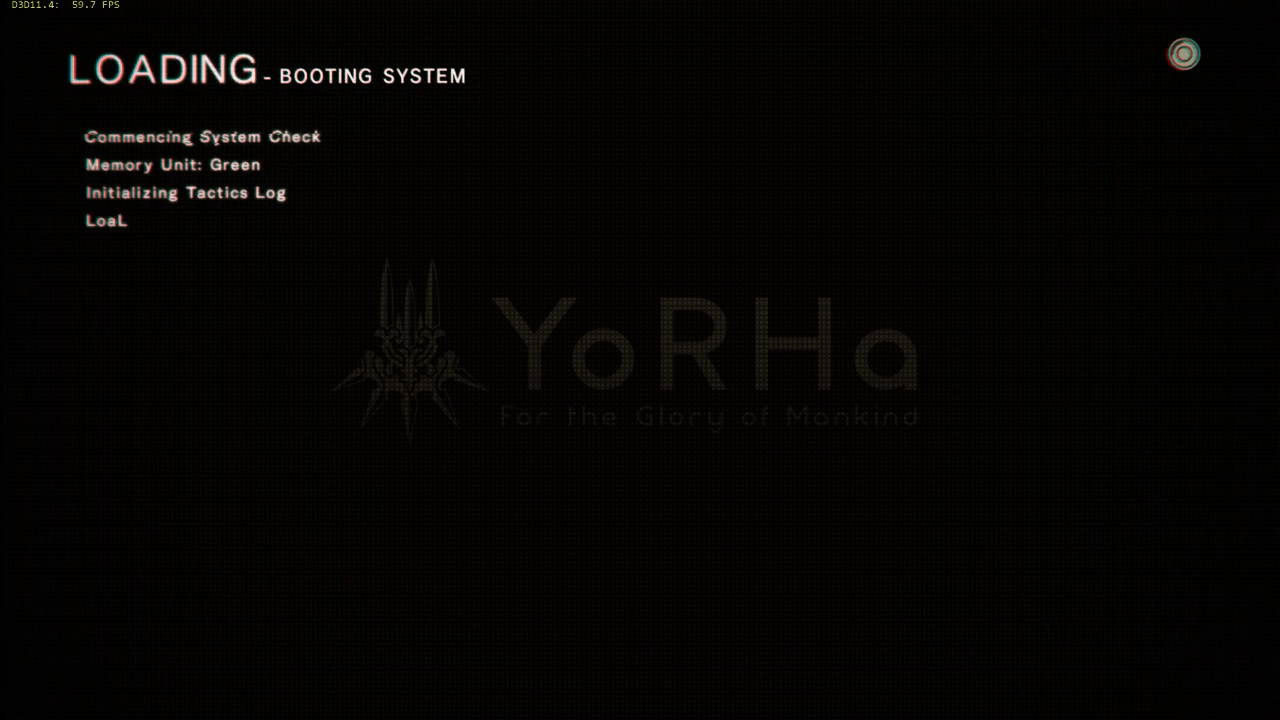 D3D11.4: 59.7 FPS
LOADING - BOOTING SYSTEM
Commencing System Check
Memory Unit: Green
Initializing Tactics Log
LoaL
YoRHa
For the Glory of Mankind